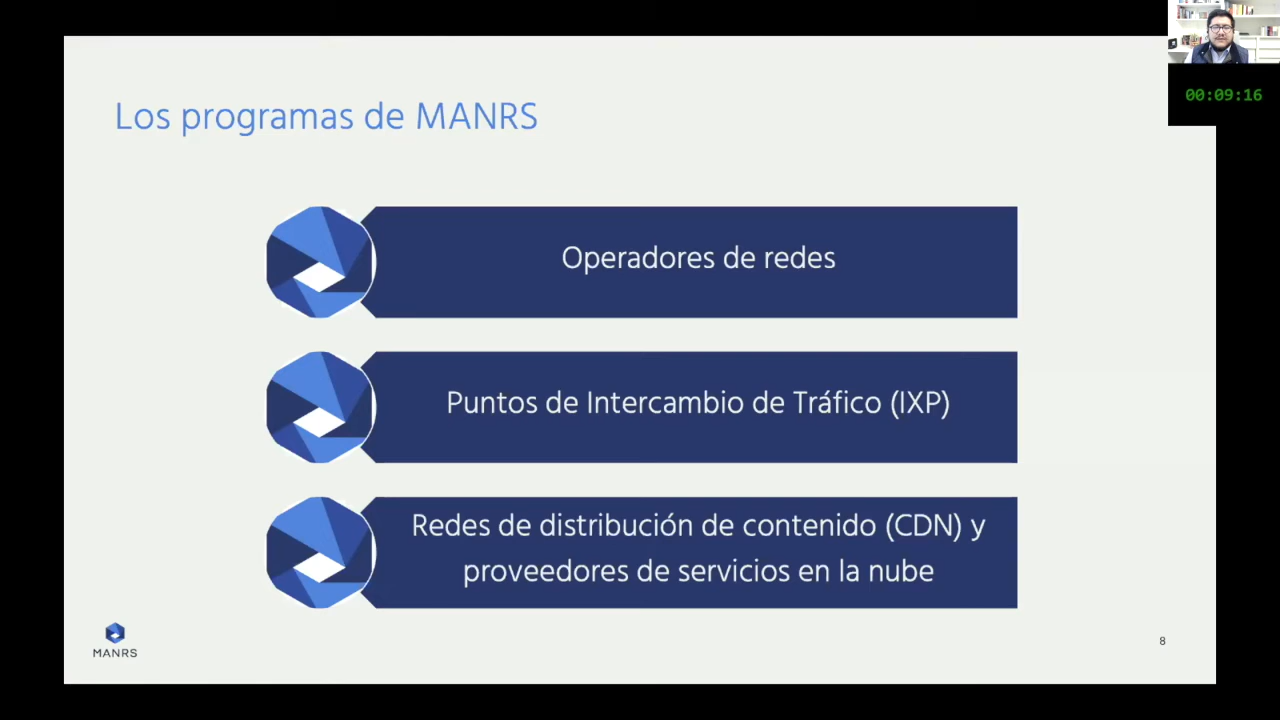 00:09:16
Los programas de MANRS
Operadores de redes
Puntos de Intercambio de Tráfico (IXP)
Redes de distribución de contenido (CDN) y
proveedores de servicios en la nube
MANRS
8